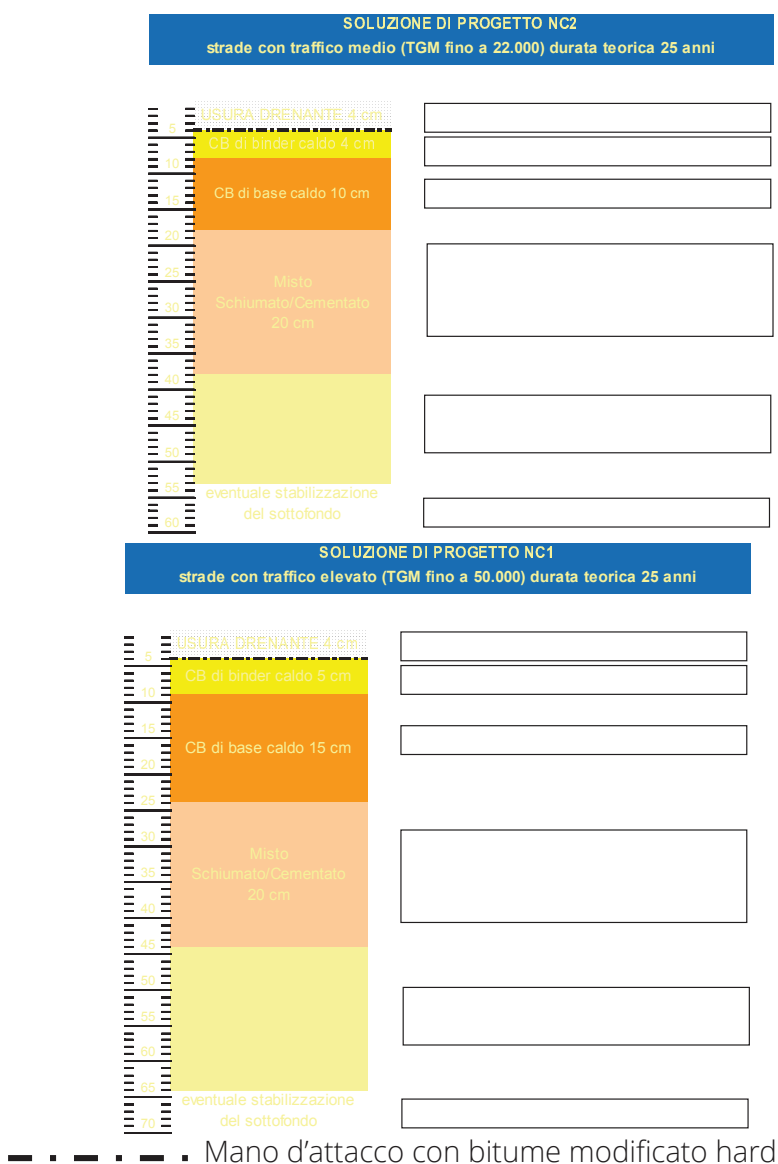 SOLUZIONE DI PROGETTO NC2
strade con traffico medio (TGM fino a 22.000) durata teorica 25 anni
USURA DRENANTE 4 cm
5
CB di binder caldo 4 cm
10
CB di base caldo 10 cm
15
20
25
Misto
Schiumato/Cementato
20 cm
30
35
40
45
50
55
eventuale stabilizzazione
del sottofondo
60
SOLUZIONE DI PROGETTO NC1
strade con traffico elevato (TGM fino a 50.000) durata teorica 25 anni
USURA DRENANTE 4 cm
5
CB di binder caldo 5 cm
10
15
CB di base caldo 15 cm
20
25
30
Misto
Schiumato/Cementato
20 cm
35
40
45
50
55
60
65
eventuale stabilizzazione
del sottofondo
70
Mano d'attacco con bitume modificato hard